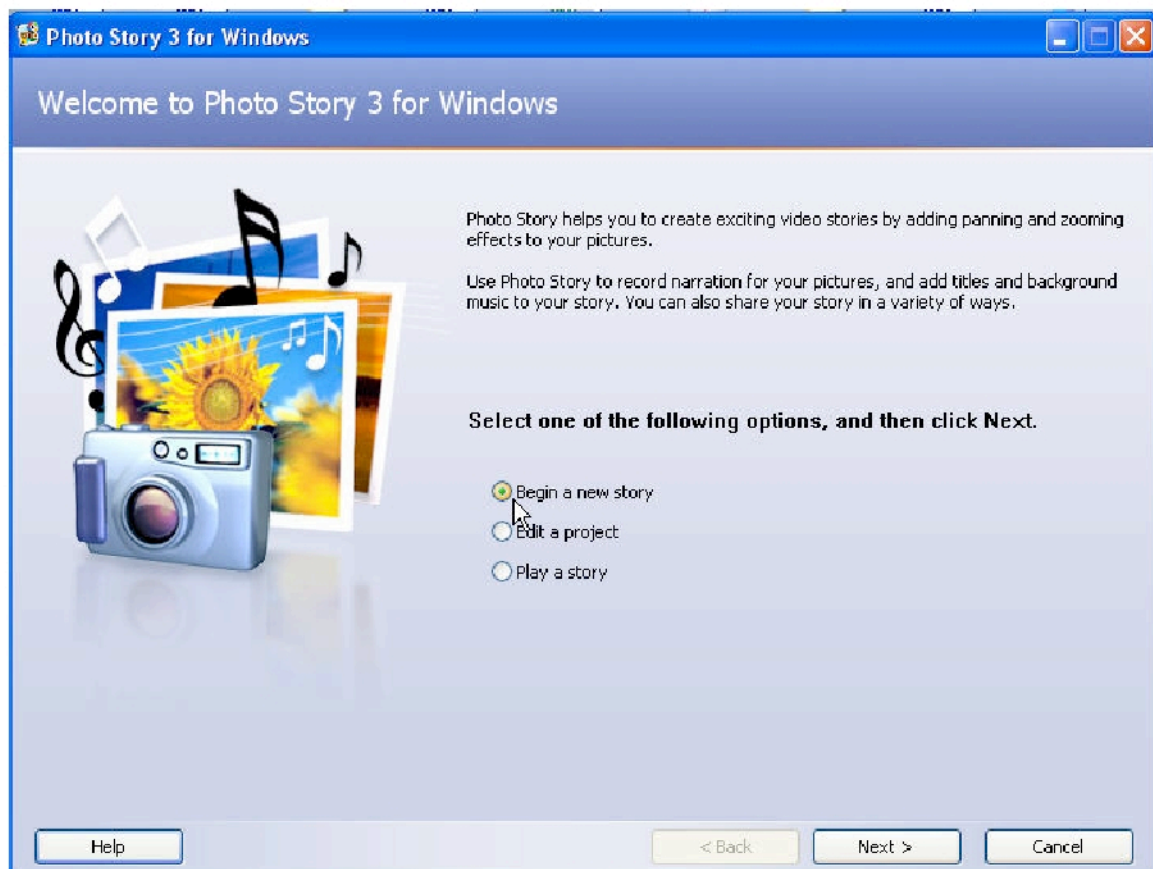 Photo Story 3 for Windows
Welcome to Photo Story 3 for Windows
Photo Story helps you to create exciting video stories by adding panning and zooming
effects to your pictures.
Use Photo Story to record narration for your pictures, and add titles and background
music to your story. You can also share your story in a variety of ways.
Select one of the following options, and then click Next.
Begin a new story
Edit a project
Play a story
Help
< Back
Next >
Cancel